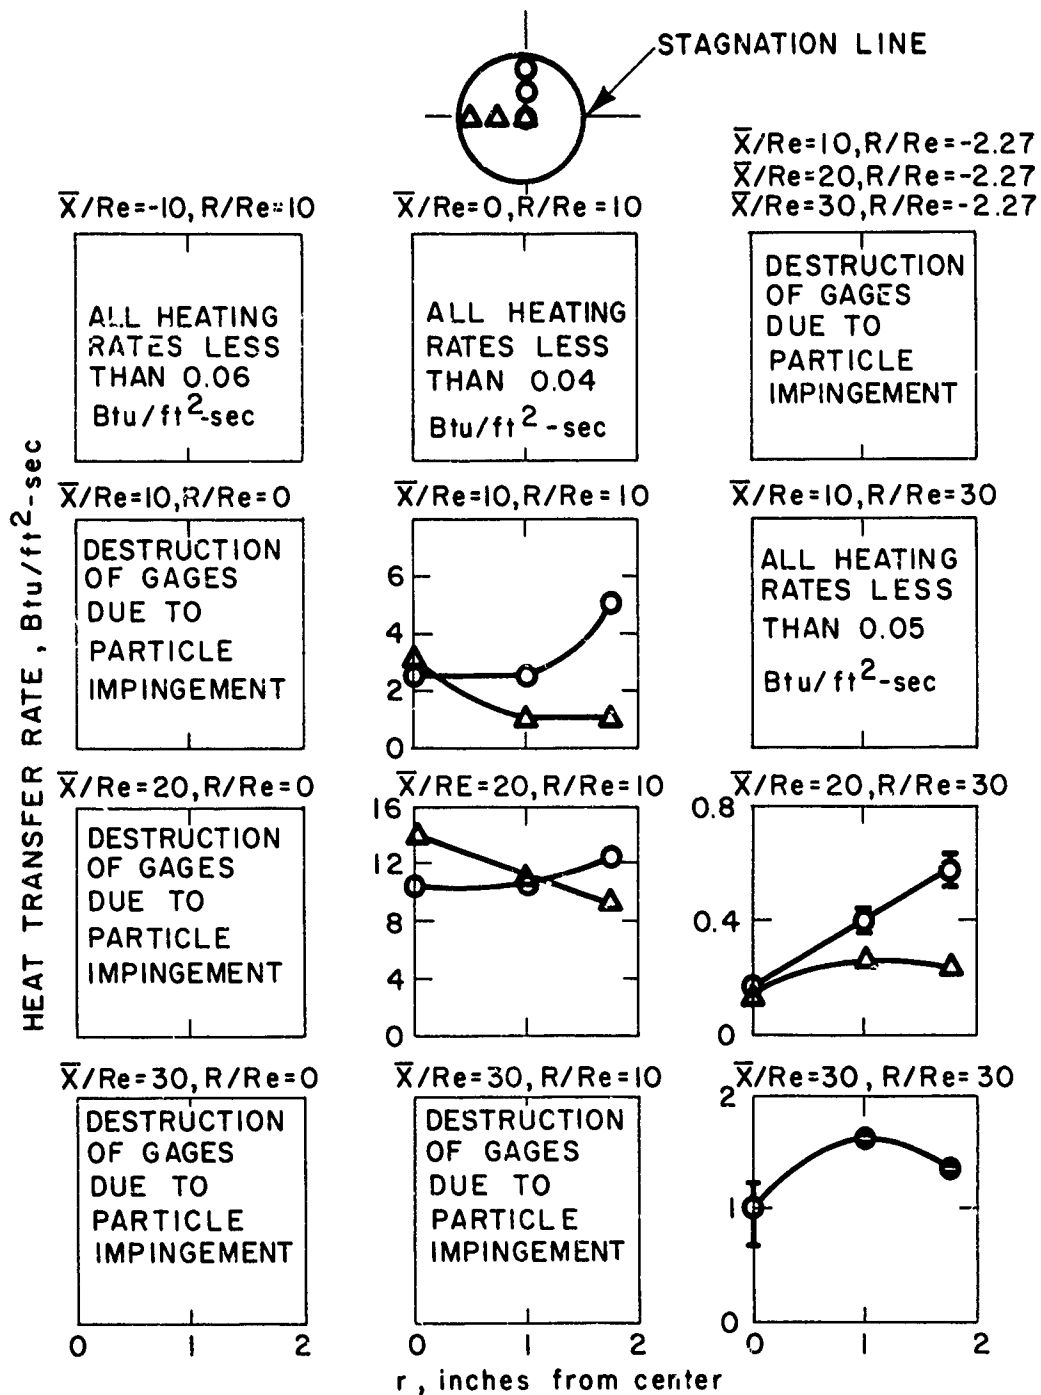 STAGNATION LINE
X̅/Re=-10, R/Re=10
ALL HEATING
RATES LESS
THAN 0.06
Btu/ft²-sec
X̅/Re=0, R/Re=10
ALL HEATING
RATES LESS
THAN 0.04
Btu/ft²-sec
X̅/Re=10, R/Re=-2.27
X̅/Re=20, R/Re=-2.27
X̅/Re=30, R/Re=-2.27
DESTRUCTION
OF GAGES
DUE TO
PARTICLE
IMPINGEMENT
HEAT TRANSFER RATE, Btu/ft²-sec
X̅/Re=10, R/Re=0
DESTRUCTION
OF GAGES
DUE TO
PARTICLE
IMPINGEMENT
X̅/Re=10, R/Re=10
6
4
2
0
X̅/Re=10, R/Re=30
ALL HEATING
RATES LESS
THAN 0.05
Btu/ft²-sec
X̅/Re=20, R/Re=0
DESTRUCTION
OF GAGES
DUE TO
PARTICLE
IMPINGEMENT
X̅/RE=20, R/Re=10
16
12
8
4
0
X̅/Re=20, R/Re=30
0.8
0.4
0
X̅/Re=30, R/Re=0
DESTRUCTION
OF GAGES
DUE TO
PARTICLE
IMPINGEMENT
0 1 2
X̅/Re=30, R/Re=10
DESTRUCTION
OF GAGES
DUE TO
PARTICLE
IMPINGEMENT
0 1 2
X̅/Re=30, R/Re=30
2
1
0
0 1 2
r, inches from center